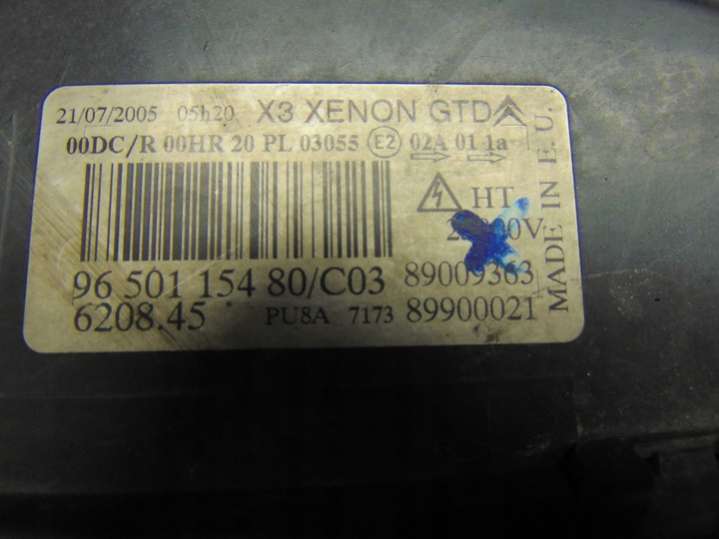 21/07/2005 05h20 X3 XENON GTD
00DC/R 00HR 20 PL 03055 E2 02A 01 1a
HT
96 501 154 80/C03 89009363
6208.45 PU8A 7173 89900021
MADE IN E.U.